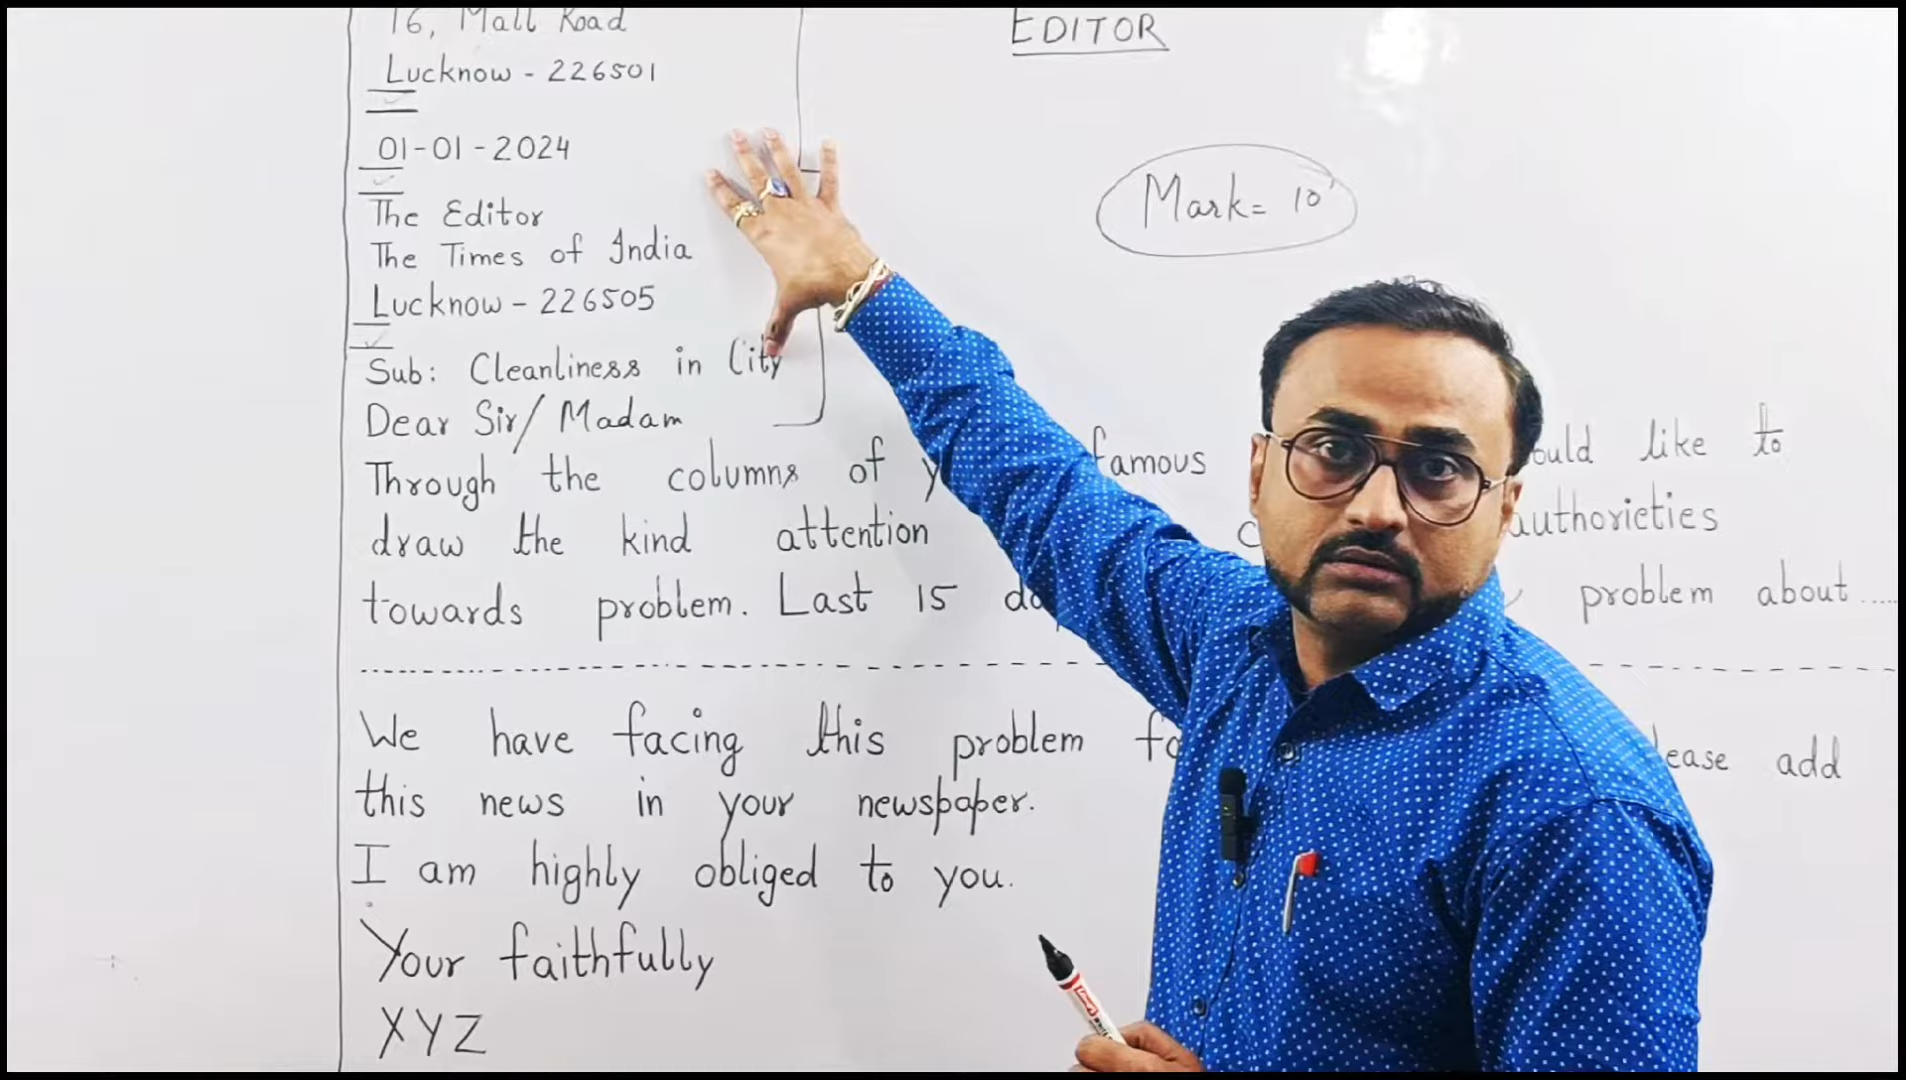 16, Mall Road
EDITOR
Lucknow - 226501
01-01-2024
Mark = 10
The Editor
The Times of India
Lucknow - 226505
Sub: Cleanliness in City
Dear Sir/ Madam
Through the columns of famous like to
draw the kind attention authorieties
towards problem. Last 15 problem about.....
We have facing this problem add
this news in your newspaper.
I am highly obliged to you.
Your faithfully
XYZ